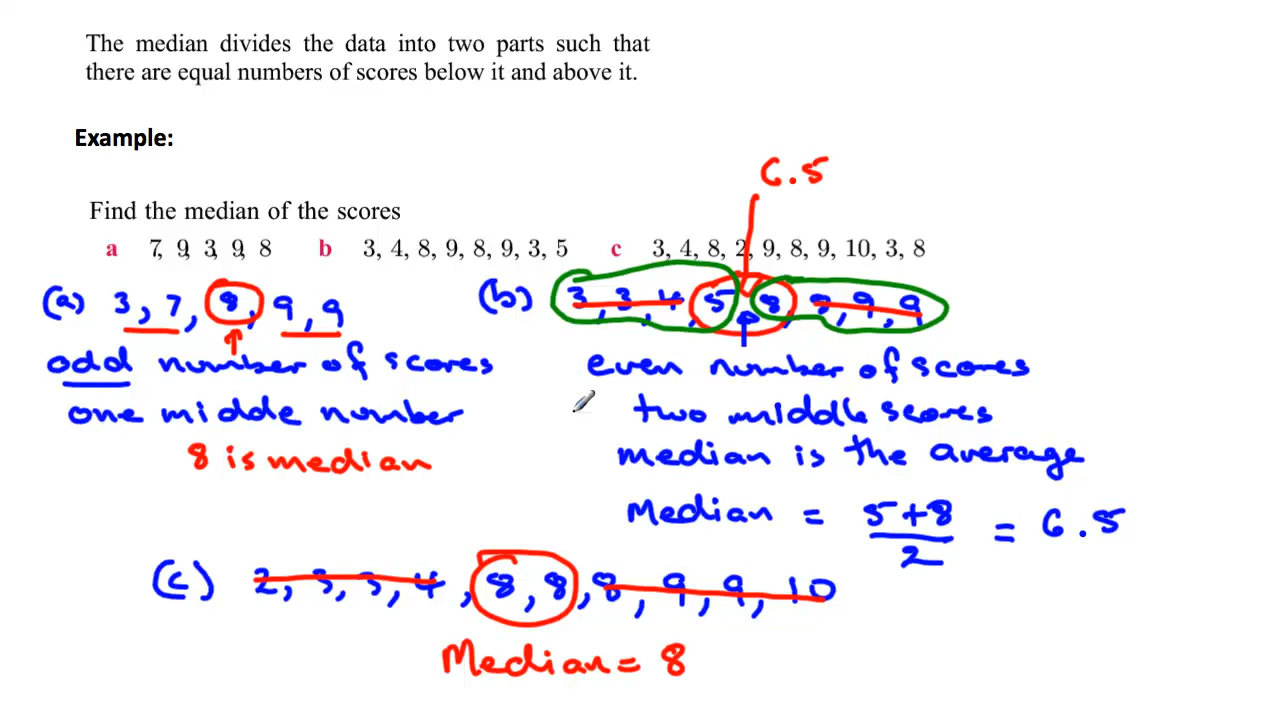 The median divides the data into two parts such that
there are equal numbers of scores below it and above it.
Example:
6.5
Find the median of the scores
a 7, 9, 3, 9, 8 b 3, 4, 8, 9, 8, 9, 3, 5 c 3, 4, 8, 2, 9, 8, 9, 10, 3, 8
(a) 3, 7, 8, 9, 9 (b) 3, 3, 4, 5, 8, 8, 9, 9
odd number of scores
one midde number
8 is median
even number of scores
two middle scores
median is the average
Median = 5+8/2 = 6.5
(c) 2, 3, 3, 4, 8, 8, 8, 9, 9, 10
Median = 8